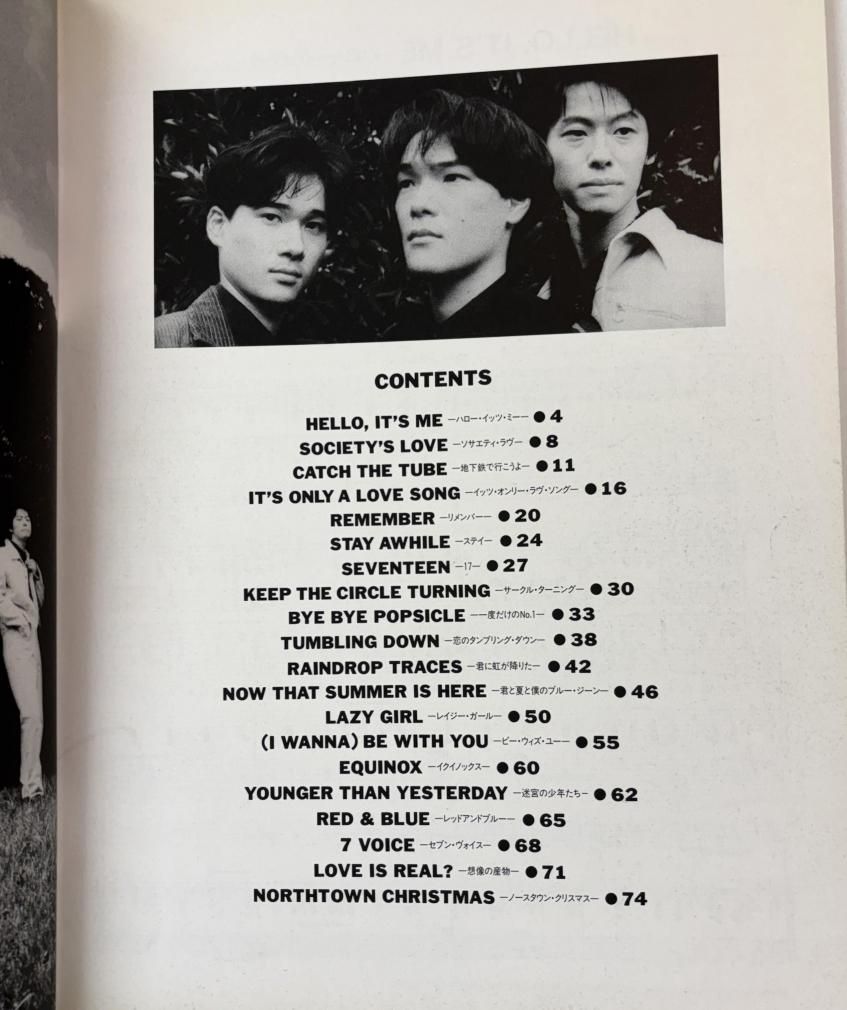 CONTENTS
HELLO, IT'S ME —ハロー・イッツ・ミー— ●4
SOCIETY'S LOVE —ソサエティ・ラヴ— ●8
CATCH THE TUBE —地下鉄で行こうよ— ●11
IT'S ONLY A LOVE SONG —イッツ・オンリー・ラヴ・ソング— ●16
REMEMBER —リメンバー— ●20
STAY AWHILE —ステイ— ●24
SEVENTEEN —17— ●27
KEEP THE CIRCLE TURNING —サークル・ターニング— ●30
BYE BYE POPSICLE —一度だけのNo.1— ●33
TUMBLING DOWN —恋のタンブリング・ダウン— ●38
RAINDROP TRACES —君に虹が降りた— ●42
NOW THAT SUMMER IS HERE —君と夏と僕のブルー・ジーン— ●46
LAZY GIRL —レイジー・ガール— ●50
(I WANNA) BE WITH YOU —ビー・ウィズ・ユー— ●55
EQUINOX —イクイノックス— ●60
YOUNGER THAN YESTERDAY —迷宮の少年たち— ●62
RED & BLUE —レッドアンドブルー— ●65
7 VOICE —セブン・ヴォイス— ●68
LOVE IS REAL? —想像の産物— ●71
NORTHTOWN CHRISTMAS —ノースタウン・クリスマス— ●74